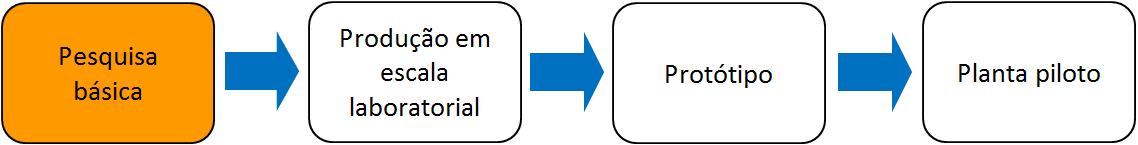 Pesquisa
básica
Produção em
escala
laboratorial
Protótipo
Planta piloto